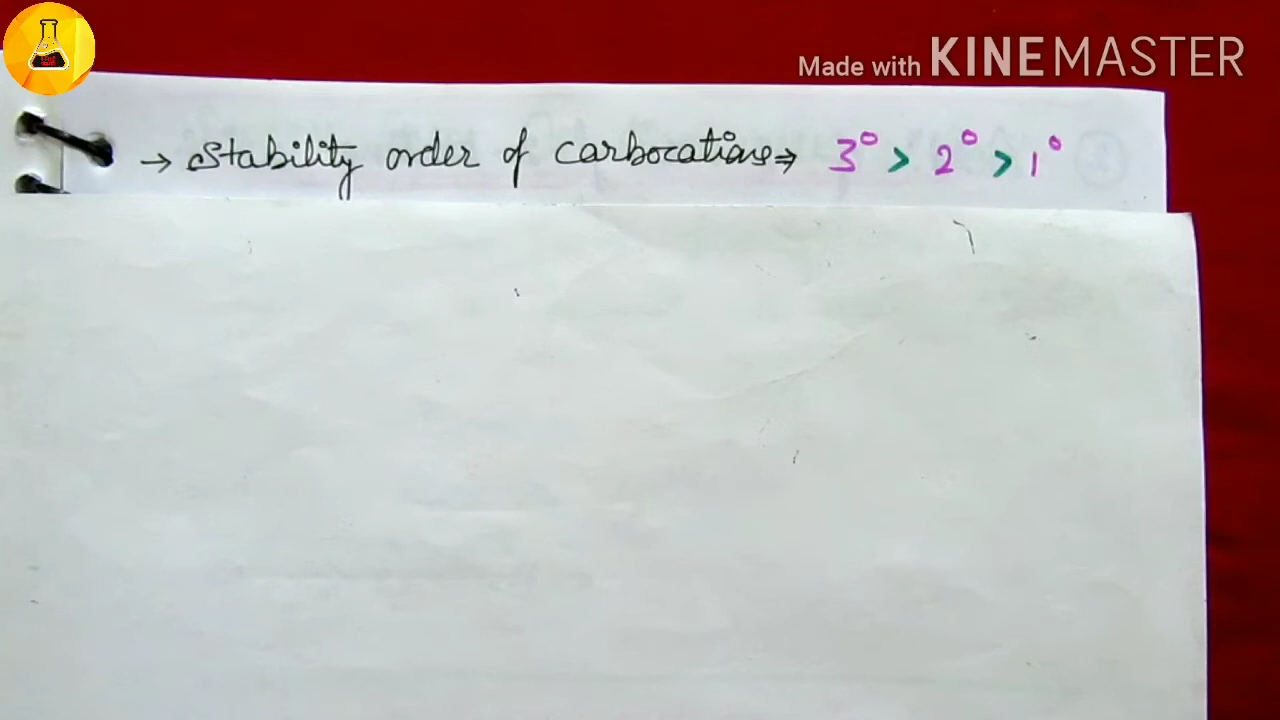 Made with KINEMASTER
→ Stability order of carbocations ⇒ 3° > 2° > 1°